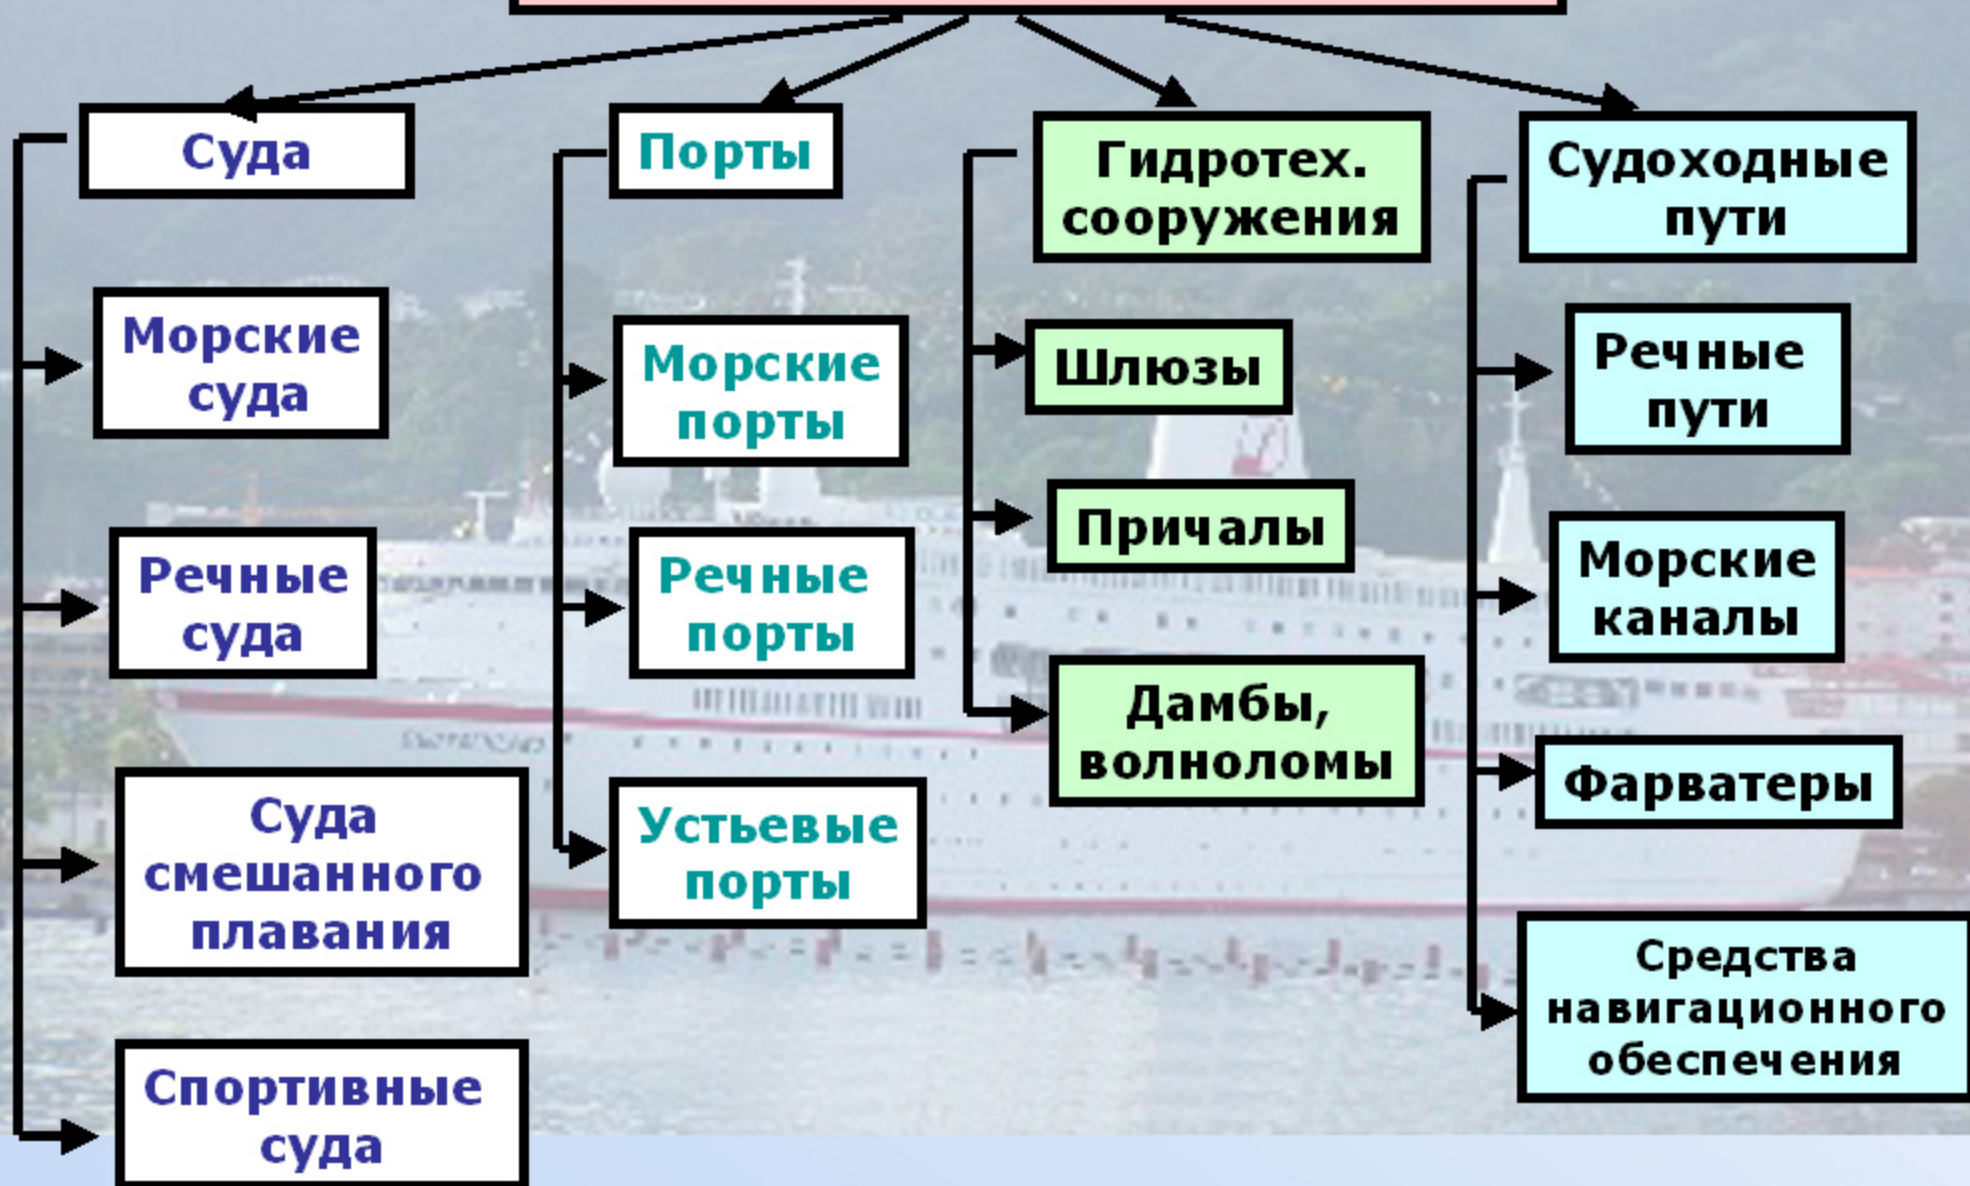 Суда
Морские
суда
Речные
суда
Суда
смешанного
плавания
Спортивные
суда
Порты
Морские
порты
Речные
порты
Устьевые
порты
Гидротех.
сооружения
Шлюзы
Причалы
Дамбы,
волноломы
Судоходные
пути
Речные
пути
Морские
каналы
Фарватеры
Средства
навигационного
обеспечения